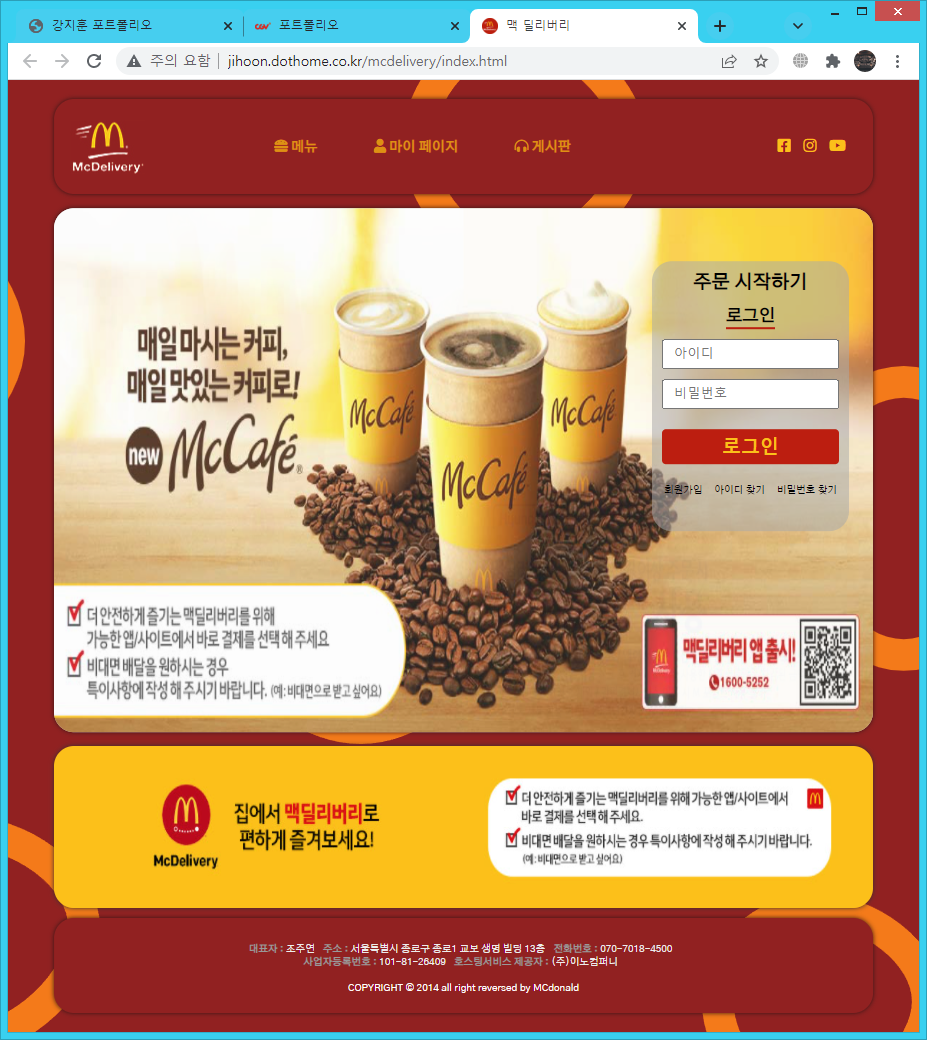 강지훈 포트폴리오
CGV 포트폴리오
맥 딜리버리
주의 요함 jihoon.dothome.co.kr/mcdelivery/index.html
McDelivery
메뉴 마이 페이지 게시판
주문 시작하기
로그인
아이디
비밀번호
로그인
회원가입 아이디 찾기 비밀번호 찾기
매일 마시는 커피,
매일 맛있는 커피로!
new McCafé®
McCafé
McCafé
McCafé
더 안전하게 즐기는 맥딜리버리를 위해
가능한 앱/사이트에서 바로 결제를 선택 해 주세요
비대면 배달을 원하시는 경우
특이사항에 작성 해 주시기 바랍니다. (예: 비대면으로 받고 싶어요)
맥딜리버리 앱 출시!
1600-5252
McDelivery
집에서 맥딜리버리로
편하게 즐겨보세요!
더 안전하게 즐기는 맥딜리버리를 위해 가능한 앱/사이트에서
바로 결제를 선택 해 주세요.
비대면 배달을 원하시는 경우 특이사항에 작성 해 주시기 바랍니다.
(예: 비대면으로 받고 싶어요)
대표자 : 조주연 주소 : 서울특별시 종로구 종로1 교보 생명 빌딩 13층 전화번호 : 070-7018-4500
사업자등록번호 : 101-81-26409 호스팅서비스 제공자 : (주)이노컴퍼니
COPYRIGHT © 2014 all right reversed by MCdonald